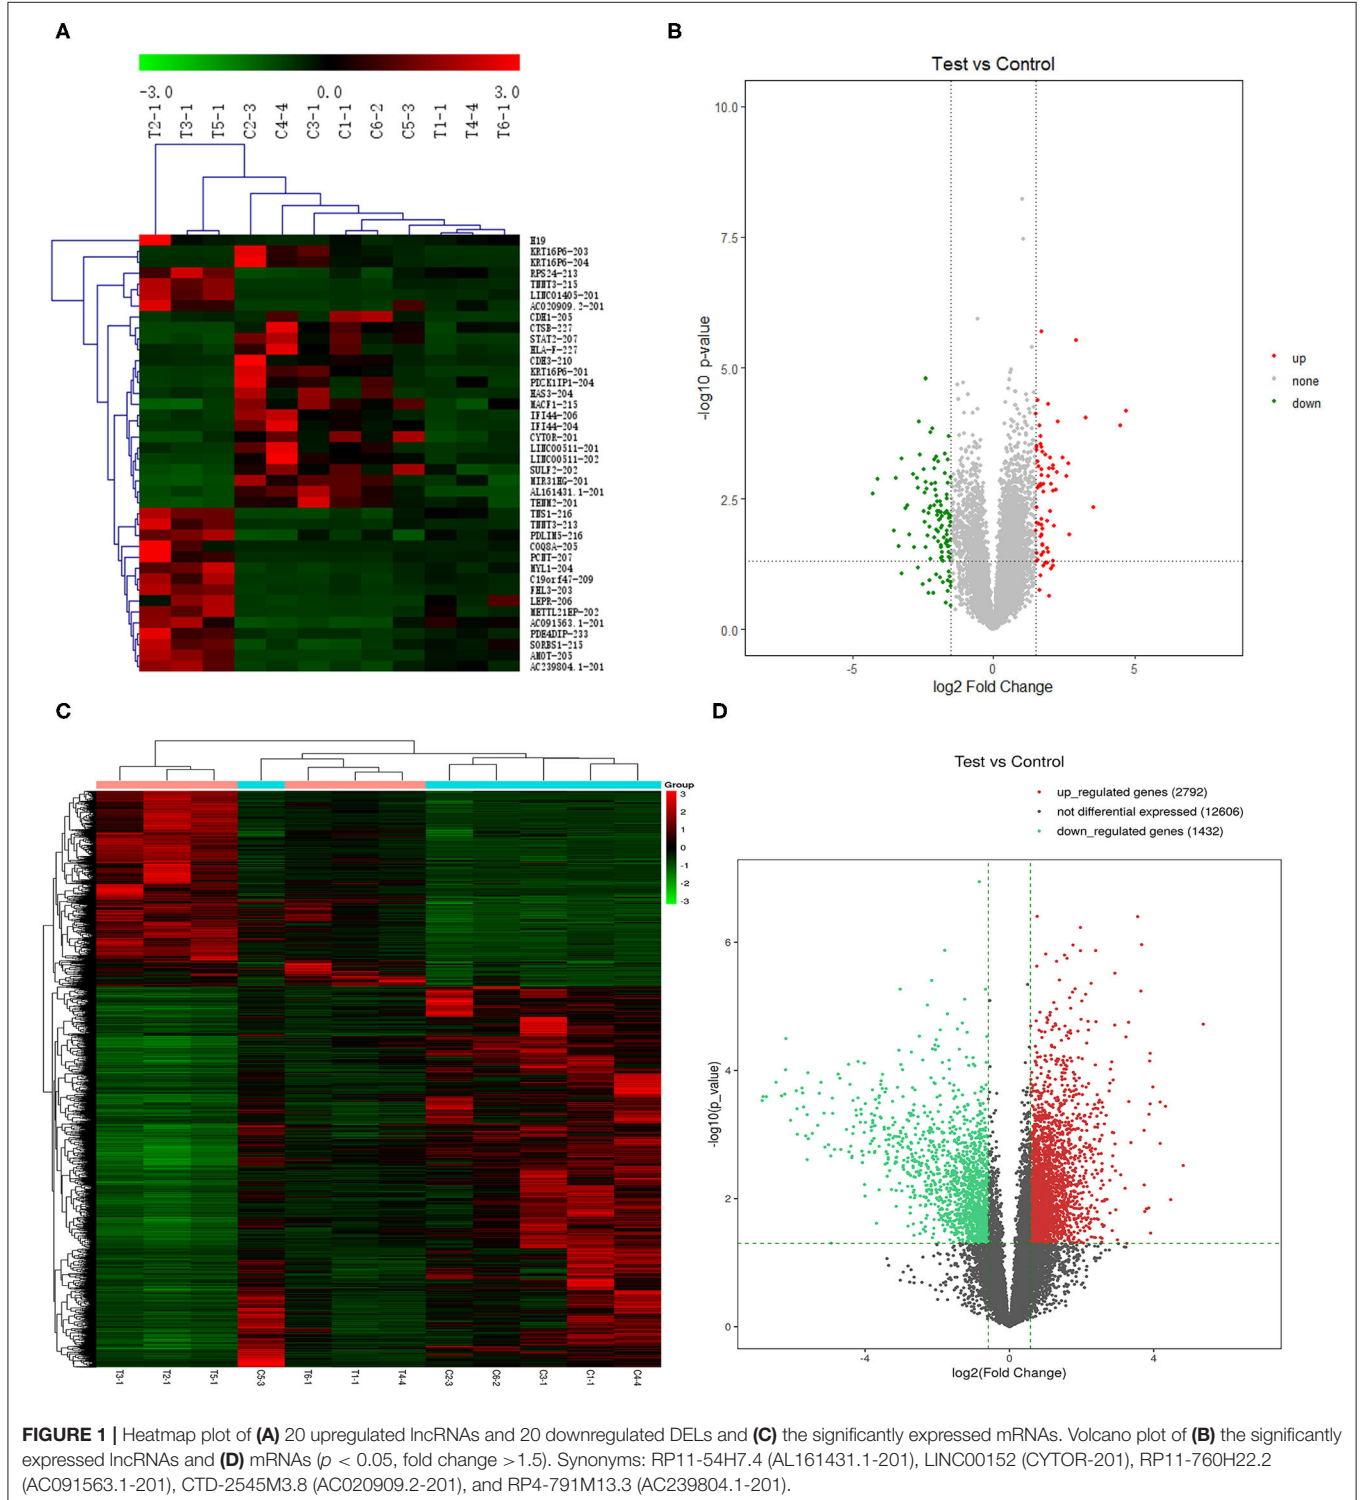 A
-3.0 0.0 3.0
T2-1 T3-1 T5-1 C2-3 C4-4 C3-1 C1-1 C6-2 C5-3 T1-1 T4-4 T6-1
H19
KRT16P6-203
KRT16P6-204
RPS24-213
TNNT3-215
LINC01405-201
AC020909.2-201
CDH1-205
CTSB-227
STAT2-207
HLA-F-227
CDH3-210
KRT16P6-201
PDCK1IP1-204
HAS3-204
MACF1-215
IFI44-206
IFI44-204
CYTOR-201
LINC00511-201
LINC00511-202
SULF2-202
MIR31HG-201
AL161431.1-201
TENM2-201
TNS1-216
TNNT3-213
PDLIM5-216
COQ8A-205
PCNT-207
MYL1-204
C19orf47-209
FHL3-203
LEPR-206
METTL21EP-202
AC091563.1-201
PDE4DIP-233
SORBS1-215
AMOT-205
AC239804.1-201
B
Test vs Control
-log10 p-value
10.0
7.5
5.0
2.5
0.0
-5 0 5
log2 Fold Change
up
none
down
C
Group
3
2
1
0
-1
-2
-3
T3-1 T2-1 T5-1 C5-3 T6-1 T1-1 T4-4 C2-3 C6-2 C3-1 C1-1 C4-4
D
Test vs Control
up_regulated genes (2792)
not differential expressed (12606)
down_regulated genes (1432)
-log10(p_value)
6
4
2
0
-4 0 4
log2(Fold Change)
FIGURE 1 | Heatmap plot of (A) 20 upregulated lncRNAs and 20 downregulated DELs and (C) the significantly expressed mRNAs. Volcano plot of (B) the significantly
expressed lncRNAs and (D) mRNAs (p < 0.05, fold change >1.5). Synonyms: RP11-54H7.4 (AL161431.1-201), LINC00152 (CYTOR-201), RP11-760H22.2
(AC091563.1-201), CTD-2545M3.8 (AC020909.2-201), and RP4-791M13.3 (AC239804.1-201).